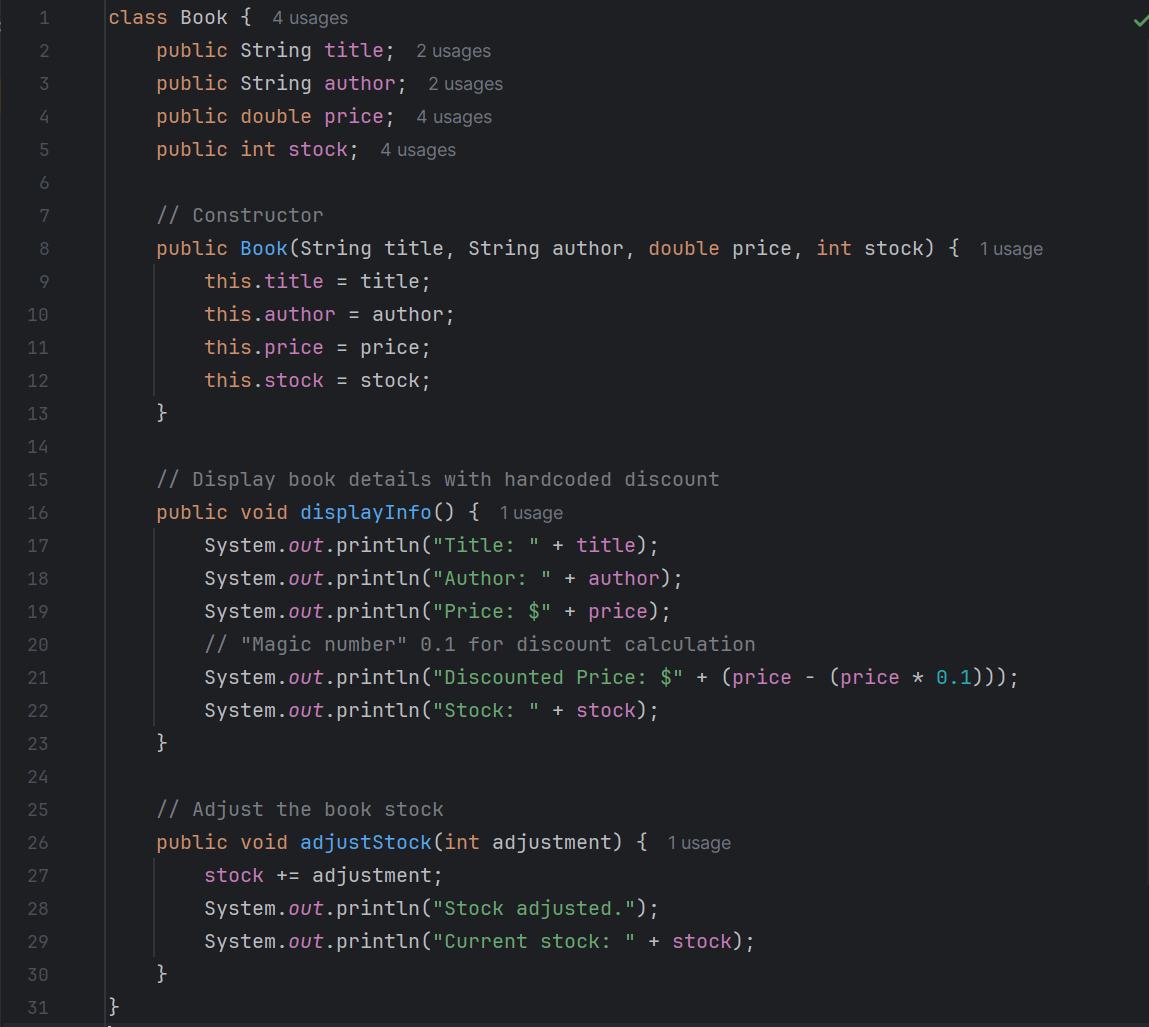 1 class Book { 4 usages
2     public String title; 2 usages
3     public String author; 2 usages
4     public double price; 4 usages
5     public int stock; 4 usages
6
7     // Constructor
8     public Book(String title, String author, double price, int stock) { 1 usage
9         this.title = title;
10         this.author = author;
11         this.price = price;
12         this.stock = stock;
13     }
14
15     // Display book details with hardcoded discount
16     public void displayInfo() { 1 usage
17         System.out.println("Title: " + title);
18         System.out.println("Author: " + author);
19         System.out.println("Price: $" + price);
20         // "Magic number" 0.1 for discount calculation
21         System.out.println("Discounted Price: $" + (price - (price * 0.1)));
22         System.out.println("Stock: " + stock);
23     }
24
25     // Adjust the book stock
26     public void adjustStock(int adjustment) { 1 usage
27         stock += adjustment;
28         System.out.println("Stock adjusted.");
29         System.out.println("Current stock: " + stock);
30     }
31 }